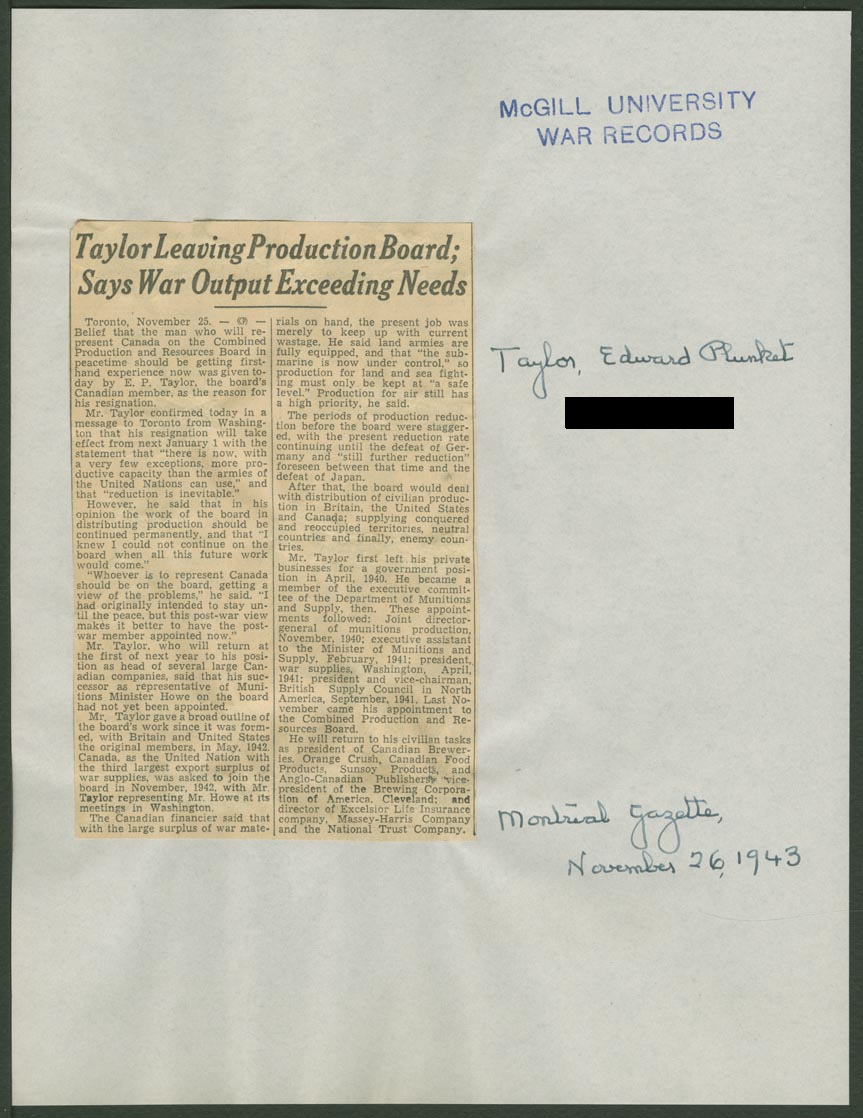 McGILL UNIVERSITY
WAR RECORDS
Taylor Leaving Production Board;
Says War Output Exceeding Needs
Toronto, November 25. — (CP) —
Belief that the man who will re-
present Canada on the Combined
Production and Resources Board in
peacetime should be getting first-
hand experience now was given to-
day by E. P. Taylor, the board's
Canadian member, as the reason for
his resignation.
Mr. Taylor confirmed today in a
message to Toronto from Washing-
ton that his resignation will take
effect from next January 1 with the
statement that "there is now, with
a very few exceptions, more pro-
ductive capacity than the armies of
the United Nations can use," and
that "reduction is inevitable."
However, he said that in his
opinion the work of the board in
distributing production should be
continued permanently, and that "I
knew I could not continue on the
board when all this future work
would come."
"Whoever is to represent Canada
should be on the board, getting a
view of the problems," he said. "I
had originally intended to stay un-
til the peace, but this post-war view
makes it better to have the post-
war member appointed now."
Mr. Taylor, who will return at
the first of next year to his posi-
tion as head of several large Can-
adian companies, said that his suc-
cessor as representative of Muni-
tions Minister Howe on the board
had not yet been appointed.
Mr. Taylor gave a broad outline of
the board's work since it was form-
ed, with Britain and United States
the original members, in May, 1942.
Canada, as the United Nation with
the third largest export surplus of
war supplies, was asked to join the
board in November, 1942, with Mr.
Taylor representing Mr. Howe at its
meetings in Washington.
The Canadian financier said that
with the large surplus of war mate-
rials on hand, the present job was
merely to keep up with current
wastage. He said land armies are
fully equipped, and that "the sub-
marine is now under control," so
production for land and sea fight-
ing must only be kept at "a safe
level." Production for air still has
a high priority, he said.
The periods of production reduc-
tion before the board were stagger-
ed, with the present reduction rate
continuing until the defeat of Ger-
many and "still further reduction"
foreseen between that time and the
defeat of Japan.
After that, the board would deal
with distribution of civilian produc-
tion in Britain, the United States
and Canada; supplying conquered
and reoccupied territories, neutral
countries and finally, enemy coun-
tries.
Mr. Taylor first left his private
businesses for a government posi-
tion in April, 1940. He became a
member of the executive commit-
tee of the Department of Munitions
and Supply, then. These appoint-
ments followed: Joint director-
general of munitions production,
November, 1940; executive assistant
to the Minister of Munitions and
Supply, February, 1941; president,
war supplies, Washington, April,
1941; president and vice-chairman,
British Supply Council in North
America, September, 1941. Last No-
vember came his appointment to
the Combined Production and Re-
sources Board.
He will return to his civilian tasks
as president of Canadian Brewer-
ies, Orange Crush, Canadian Food
Products, Sunsoy Products, and
Anglo-Canadian Publishers; vice-
president of the Brewing Corpora-
tion of America, Cleveland; and
director of Excelsior Life Insurance
company, Massey-Harris Company
and the National Trust Company.
Taylor, Edward Plunket
Montreal Gazette,
November 26, 1943